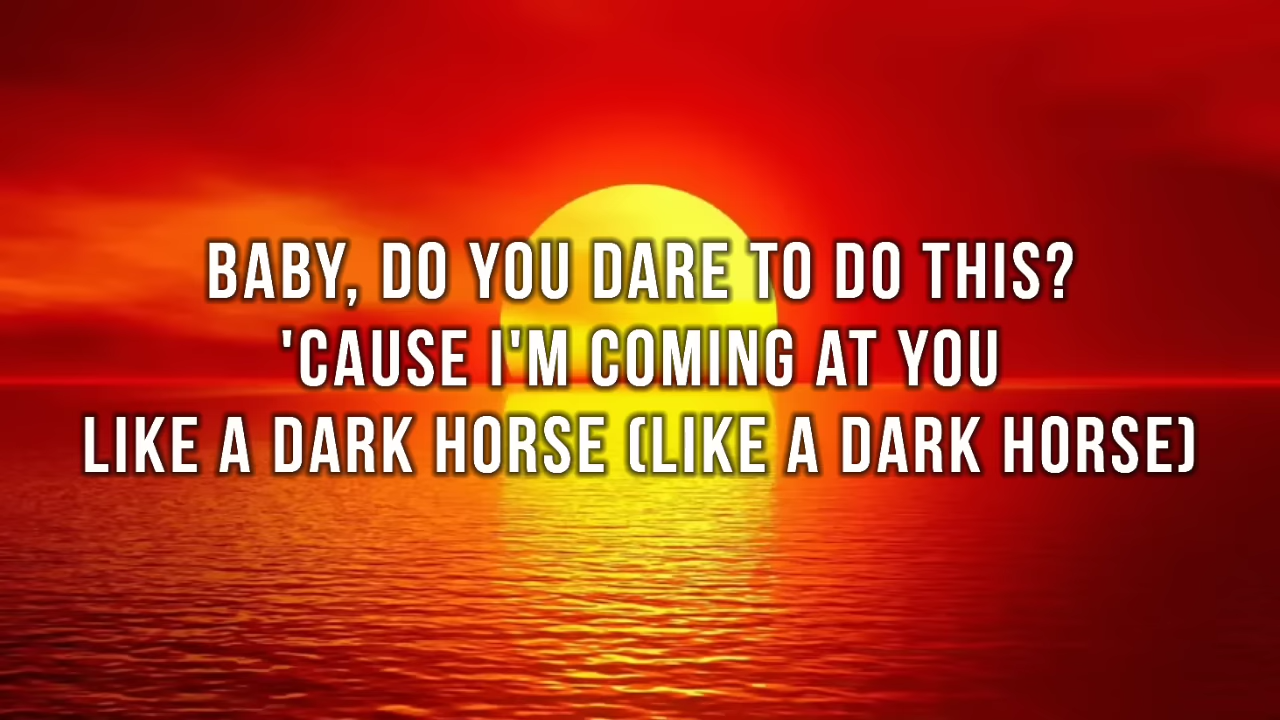 BABY, DO YOU DARE TO DO THIS?
'CAUSE I'M COMING AT YOU
LIKE A DARK HORSE (LIKE A DARK HORSE)